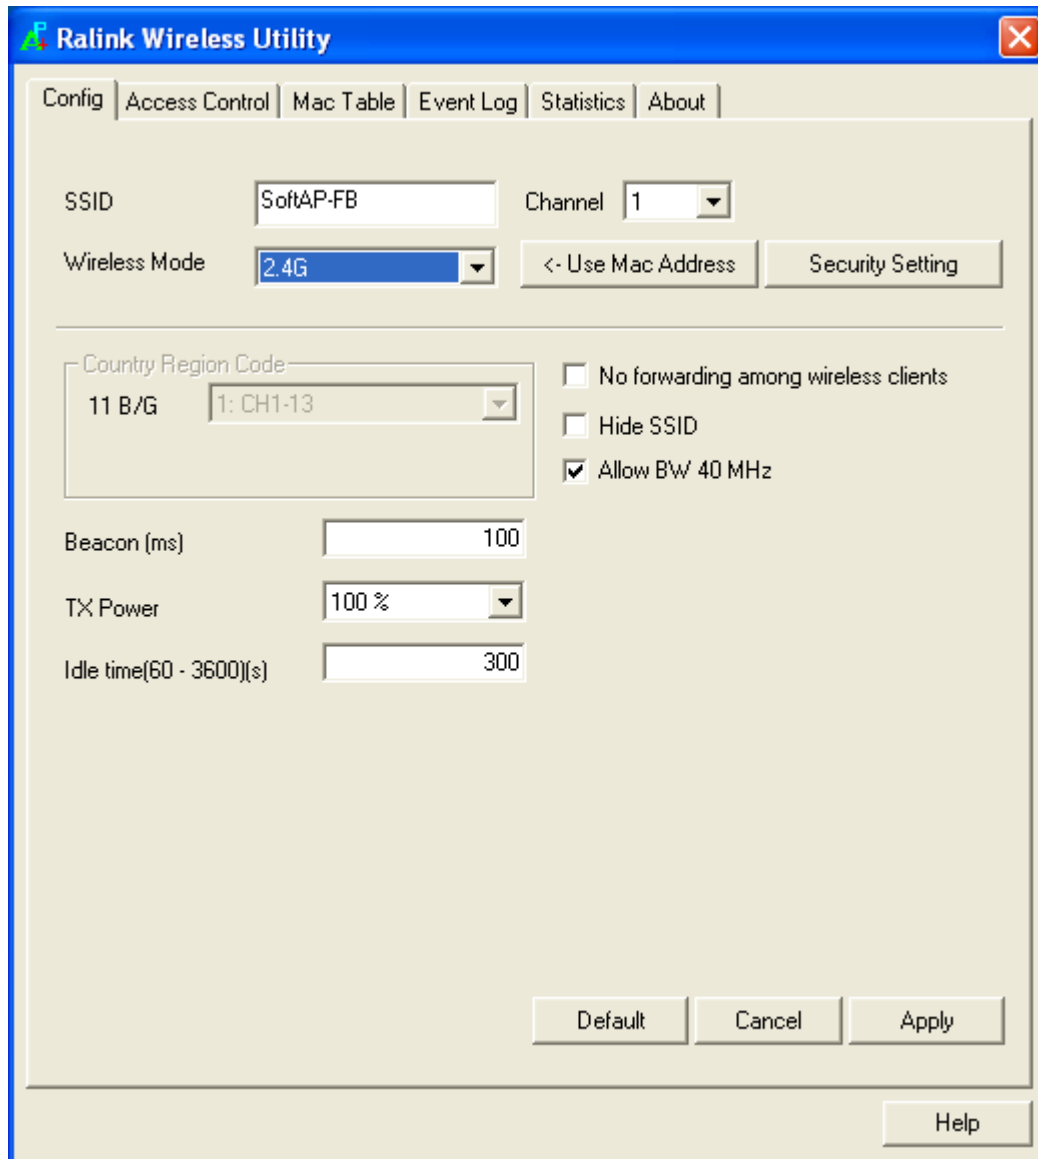 Ralink Wireless Utility
Config Access Control Mac Table Event Log Statistics About
SSID SoftAP-FB Channel 1
Wireless Mode 2.4G <- Use Mac Address Security Setting
Country Region Code
11 B/G 1: CH1-13
No forwarding among wireless clients
Hide SSID
Allow BW 40 MHz
Beacon (ms) 100
TX Power 100 %
Idle time(60 - 3600)(s) 300
Default Cancel Apply
Help